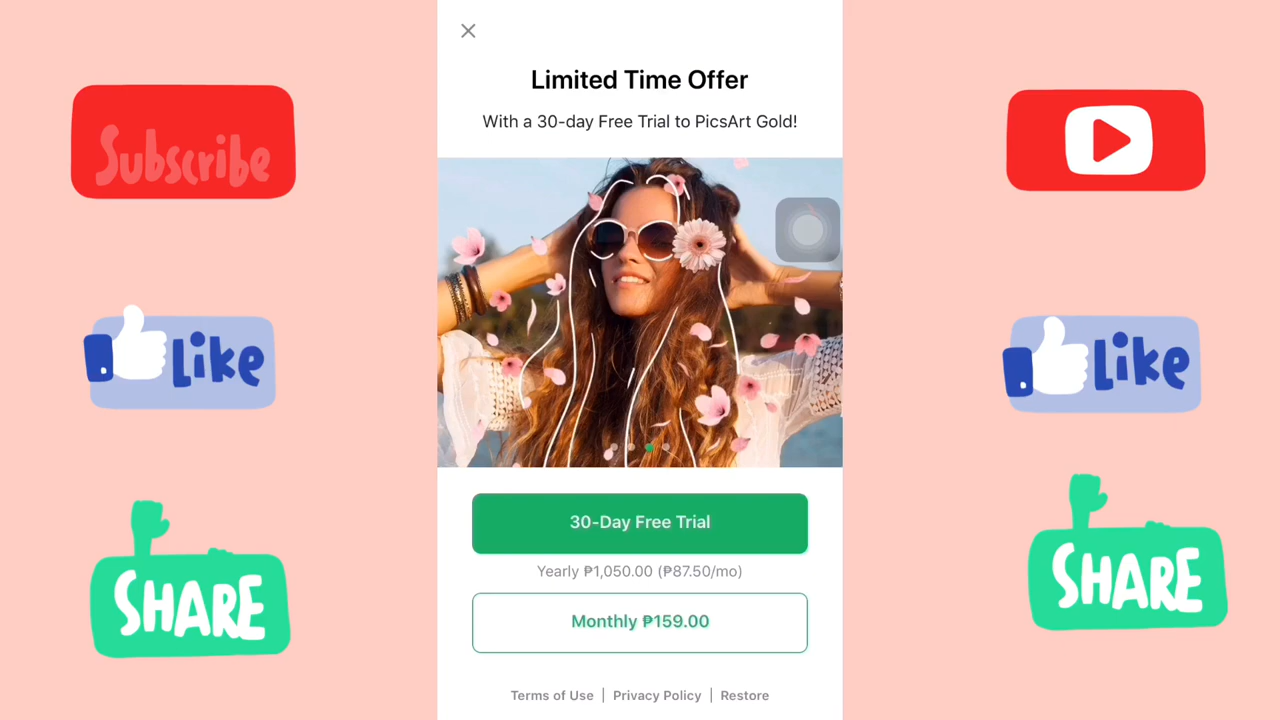 Limited Time Offer
With a 30-day Free Trial to PicsArt Gold!
Subscribe
Like
Like
SHARE
SHARE
30-Day Free Trial
Yearly ₱1,050.00 (₱87.50/mo)
Monthly ₱159.00
Terms of Use | Privacy Policy | Restore